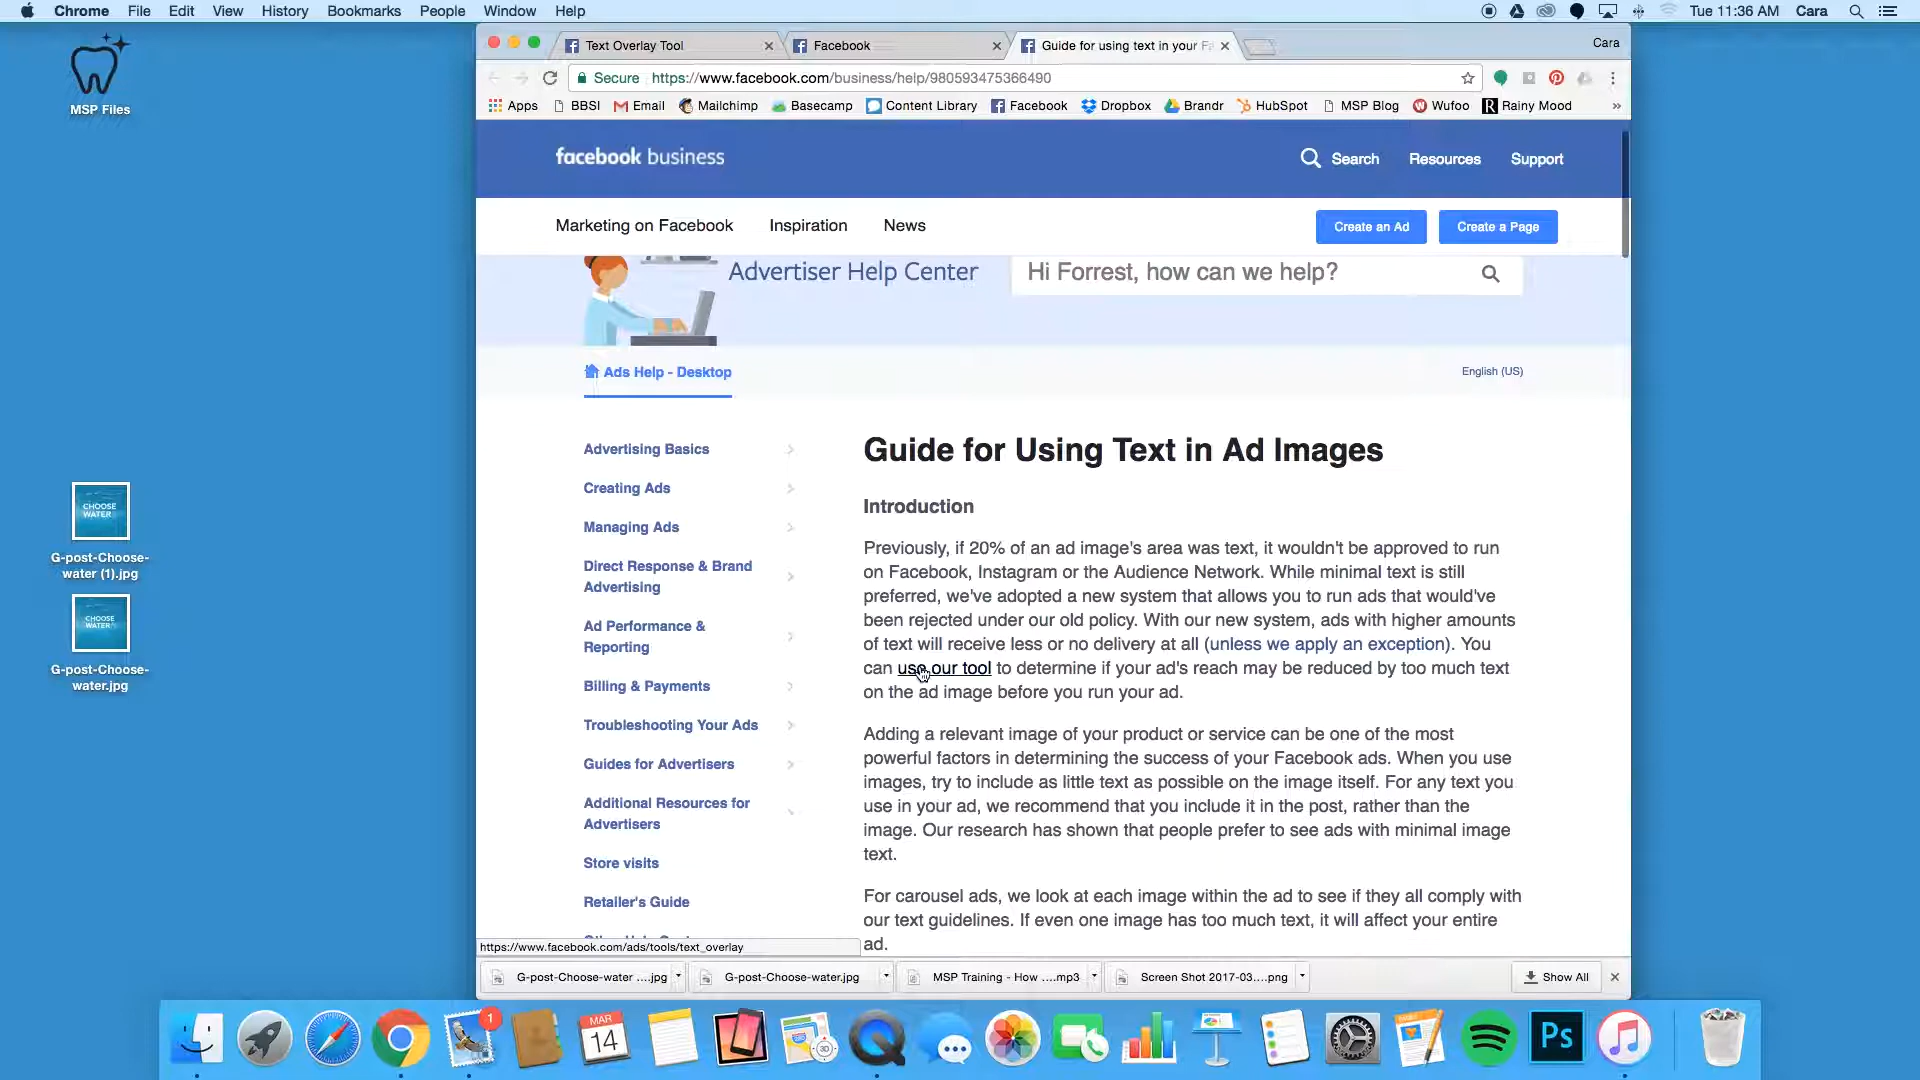 Chrome File Edit View History Bookmarks People Window Help Tue 11:36 AM Cara
Text Overlay Tool Facebook Guide for using text in your Fa Cara
Secure https://www.facebook.com/business/help/980593475366490
Apps BBSI Email Mailchimp Basecamp Content Library Facebook Dropbox Brandr HubSpot MSP Blog Wufoo Rainy Mood »
MSP Files
CHOOSE
WATER
G-post-Choose-
water (1).jpg
CHOOSE
WATER
G-post-Choose-
water.jpg
facebook business Search Resources Support
Marketing on Facebook Inspiration News Create an Ad Create a Page
Advertiser Help Center Hi Forrest, how can we help?
Ads Help - Desktop English (US)
Advertising Basics
Creating Ads
Managing Ads
Direct Response & Brand
Advertising
Ad Performance &
Reporting
Billing & Payments
Troubleshooting Your Ads
Guides for Advertisers
Additional Resources for
Advertisers
Store visits
Retailer's Guide
Guide for Using Text in Ad Images
Introduction
Previously, if 20% of an ad image's area was text, it wouldn't be approved to run
on Facebook, Instagram or the Audience Network. While minimal text is still
preferred, we've adopted a new system that allows you to run ads that would've
been rejected under our old policy. With our new system, ads with higher amounts
of text will receive less or no delivery at all (unless we apply an exception). You
can use our tool to determine if your ad's reach may be reduced by too much text
on the ad image before you run your ad.
Adding a relevant image of your product or service can be one of the most
powerful factors in determining the success of your Facebook ads. When you use
images, try to include as little text as possible on the image itself. For any text you
use in your ad, we recommend that you include it in the post, rather than the
image. Our research has shown that people prefer to see ads with minimal image
text.
For carousel ads, we look at each image within the ad to see if they all comply with
our text guidelines. If even one image has too much text, it will affect your entire
ad.
https://www.facebook.com/ads/tools/text_overlay
G-post-Choose-water ....jpg G-post-Choose-water.jpg MSP Training - How ....mp3 Screen Shot 2017-03....png Show All
1
MAR
14
30
Ps